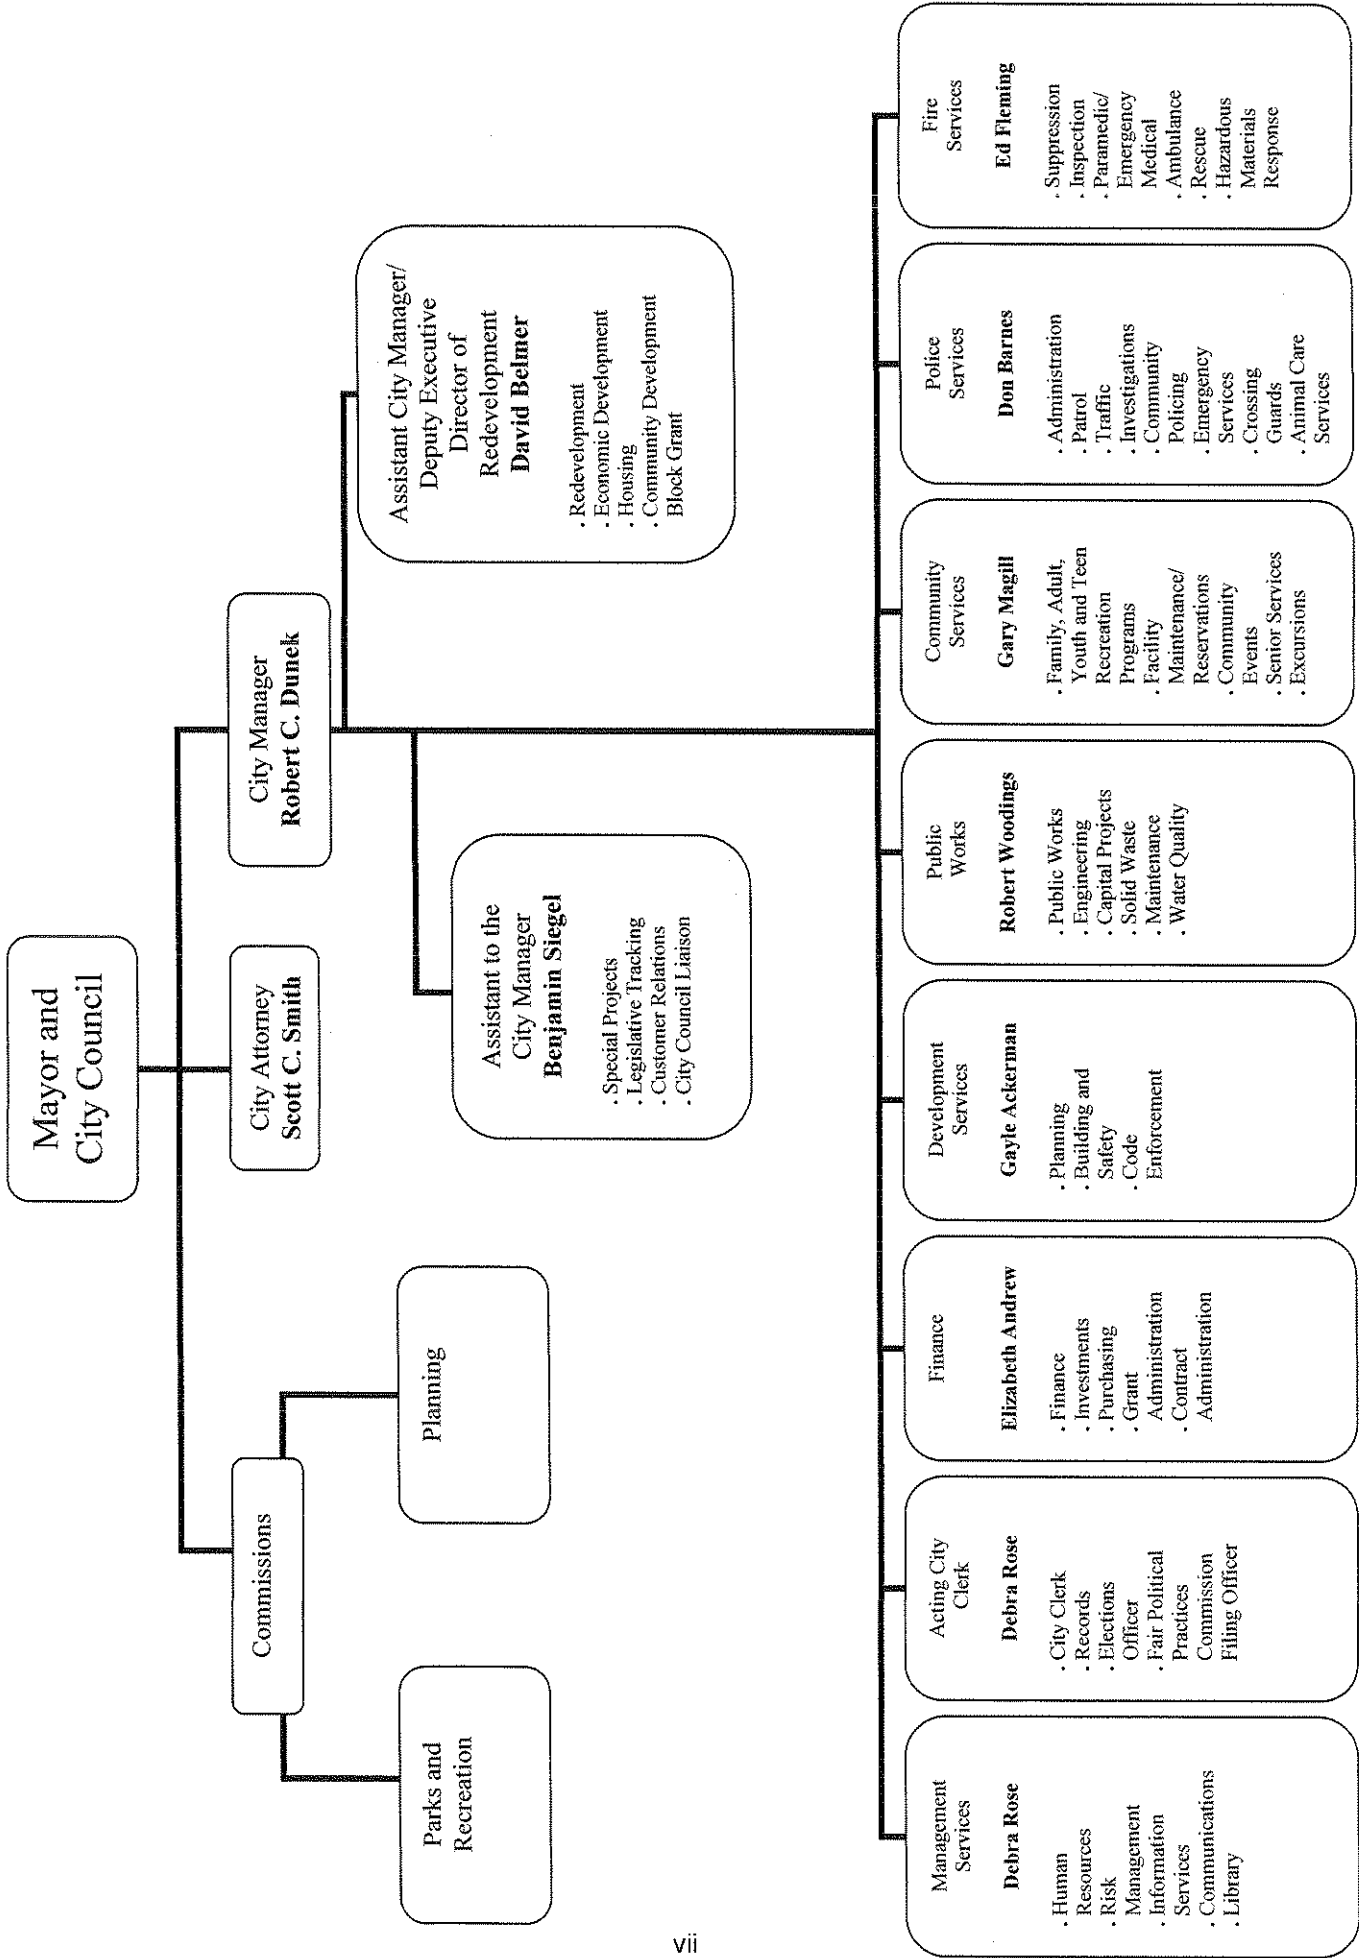 Mayor and
City Council
Commissions
City Attorney
Scott C. Smith
City Manager
Robert C. Dunek
Parks and
Recreation
Planning
Assistant to the
City Manager
Benjamin Siegel
. Special Projects
. Legislative Tracking
. Customer Relations
. City Council Liaison
Assistant City Manager/
Deputy Executive
Director of
Redevelopment
David Belmer
. Redevelopment
. Economic Development
. Housing
. Community Development
Block Grant
Management
Services
Debra Rose
. Human
Resources
. Risk
Management
. Information
Services
. Communications
. Library
Acting City
Clerk
Debra Rose
. City Clerk
. Records
. Elections
Officer
. Fair Political
Practices
Commission
Filing Officer
Finance
Elizabeth Andrew
. Finance
. Investments
. Purchasing
. Grant
Administration
. Contract
Administration
Development
Services
Gayle Ackerman
. Planning
. Building and
Safety
. Code
Enforcement
Public
Works
Robert Woodings
. Public Works
. Engineering
. Capital Projects
. Solid Waste
. Maintenance
. Water Quality
Community
Services
Gary Magill
. Family, Adult,
Youth and Teen
Recreation
Programs
. Facility
Maintenance/
Reservations
. Community
Events
. Senior Services
. Excursions
Police
Services
Don Barnes
. Administration
. Patrol
. Traffic
. Investigations
. Community
Policing
. Emergency
Services
. Crossing
Guards
. Animal Care
Services
Fire
Services
Ed Fleming
. Suppression
. Inspection
. Paramedic/
Emergency
Medical
. Ambulance
. Rescue
. Hazardous
Materials
Response
vii